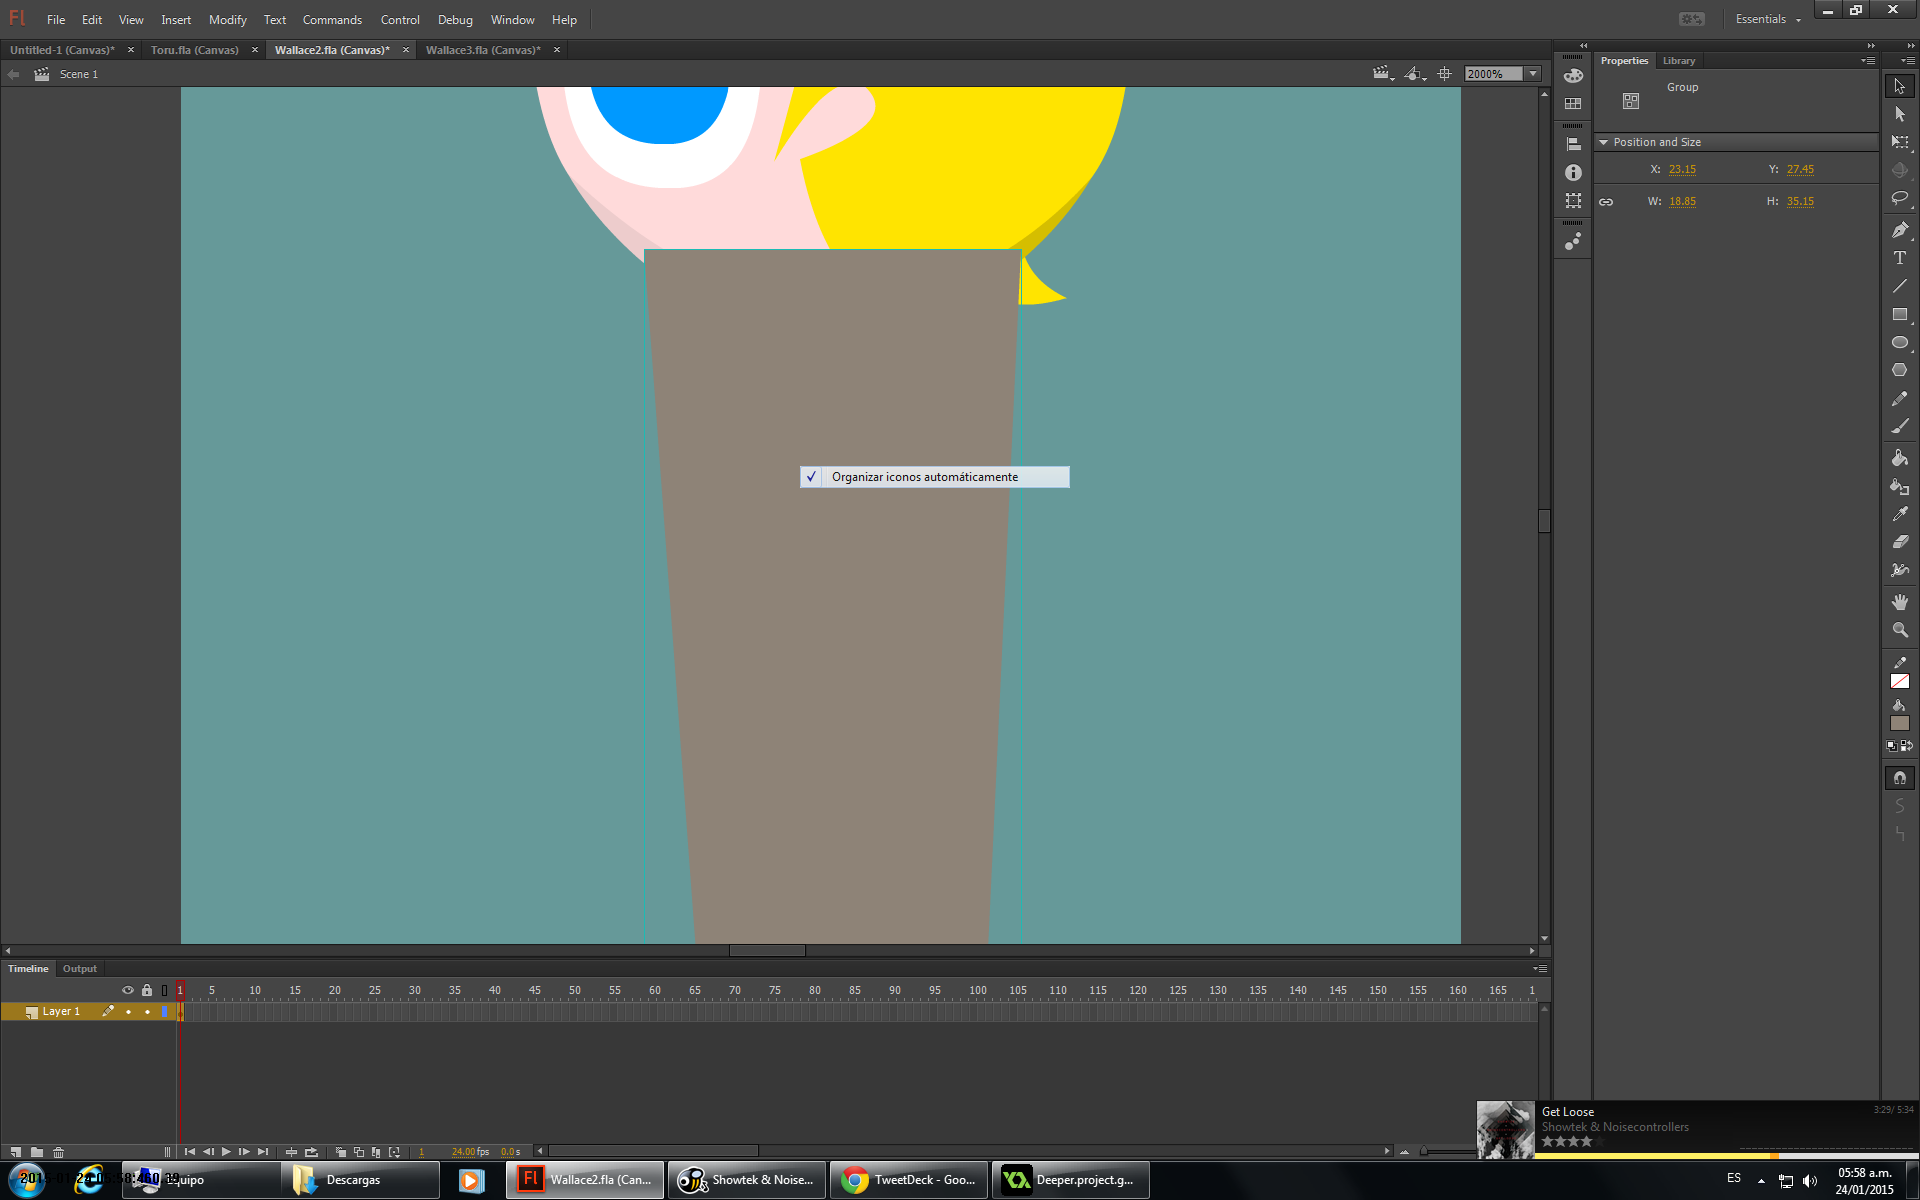 Fl File Edit View Insert Modify Text Commands Control Debug Window Help Essentials
Untitled-1 (Canvas)* Toru.fla (Canvas) Wallace2.fla (Canvas)* Wallace3.fla (Canvas)*
Scene 1 2000%
Properties Library
Group
Position and Size
X: 23.15 Y: 27.45
W: 18.85 H: 35.15
T
Organizar iconos automáticamente
Timeline Output
1 5 10 15 20 25 30 35 40 45 50 55 60 65 70 75 80 85 90 95 100 105 110 115 120 125 130 135 140 145 150 155 160 165 1
Layer 1
1 24.00 fps 0.0 s
Get Loose 3:29/ 5:34
Showtek & Noisecontrollers
Equipo Descargas Fl Wallace2.fla (Can... Showtek & Noise... TweetDeck - Goo... Deeper.project.g... ES
05:58 a.m.
24/01/2015